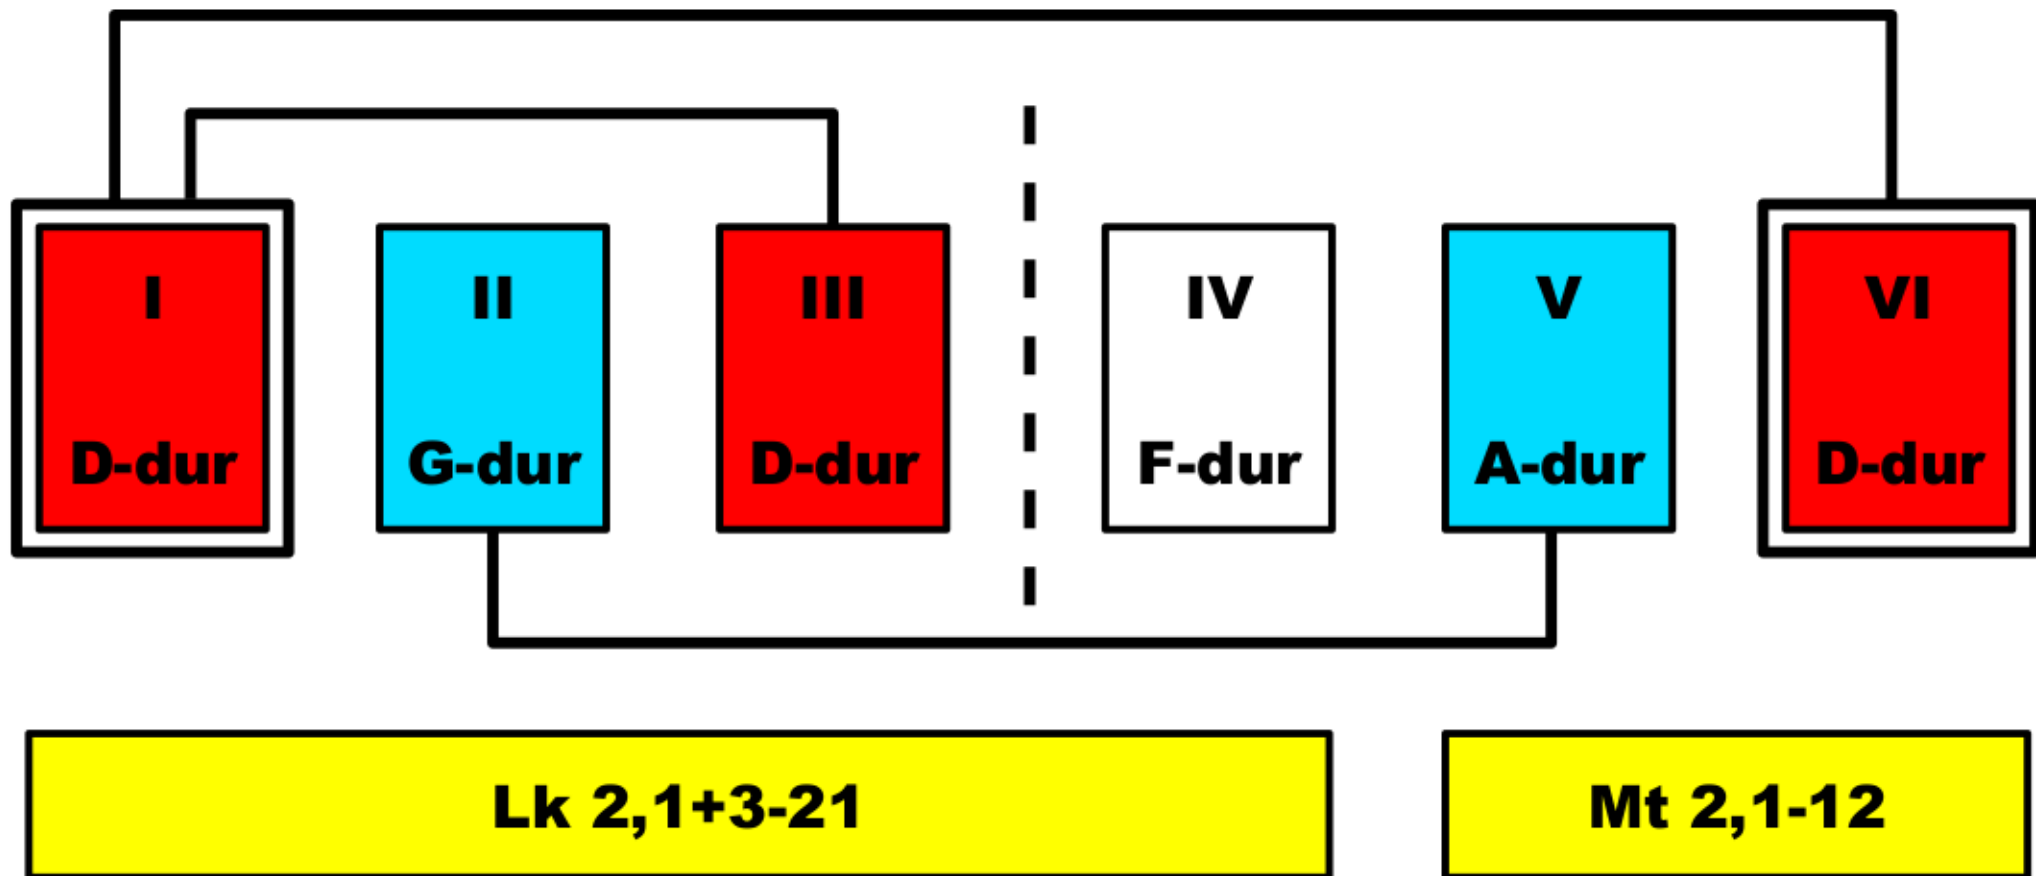 I
II
III
IV
V
VI
D-dur
G-dur
D-dur
F-dur
A-dur
D-dur
Lk 2,1+3-21
Mt 2,1-12